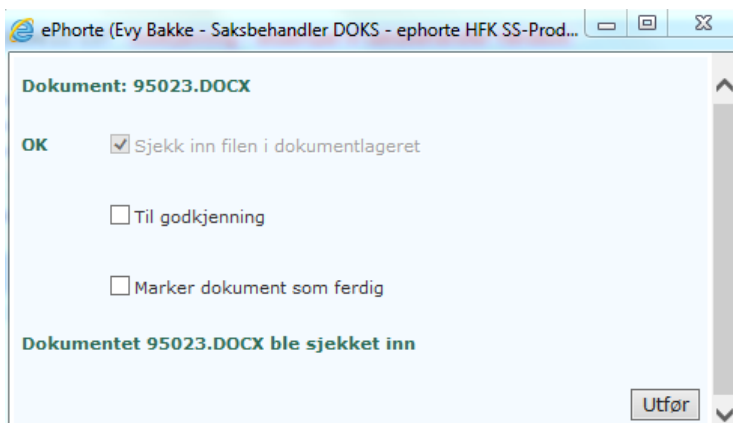 ePhorte (Evy Bakke - Saksbehandler DOKS - ephorte HFK SS-Prod...
Dokument: 95023.DOCX
OK Sjekk inn filen i dokumentlageret
Til godkjenning
Marker dokument som ferdig
Dokumentet 95023.DOCX ble sjekket inn
Utfør